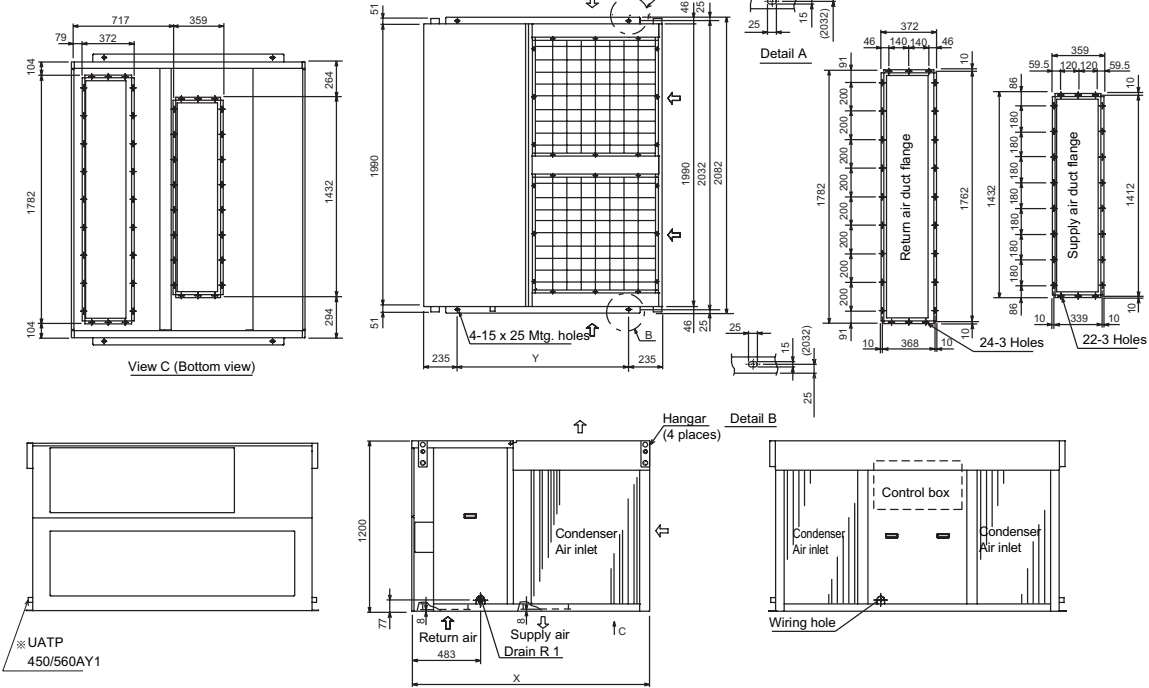 717
359
79
372
104
1782
104
264
1432
294
View C (Bottom view)
51
1990
51
46
25
1990
2032
2082
46
25
4-15 x 25 Mtg. holes
B
235
Y
235
25
15
(2032)
Detail A
25
15
(2032)
25
Detail B
372
46
140
140
46
91
200
200
200
200
200
200
200
200
91
1782
10
1762
10
Return air duct flange
10
368
10
24-3 Holes
359
59.5
120
120
59.5
86
180
180
180
180
180
180
180
86
1432
10
1412
10
Supply air duct flange
10
339
10
22-3 Holes
※UATP
450/560AY1
Hangar
(4 places)
1200
77
8
8
Condenser
Air inlet
Return air
Supply air
C
Drain R 1
483
X
Control box
Condenser
Air inlet
Condenser
Air inlet
Wiring hole